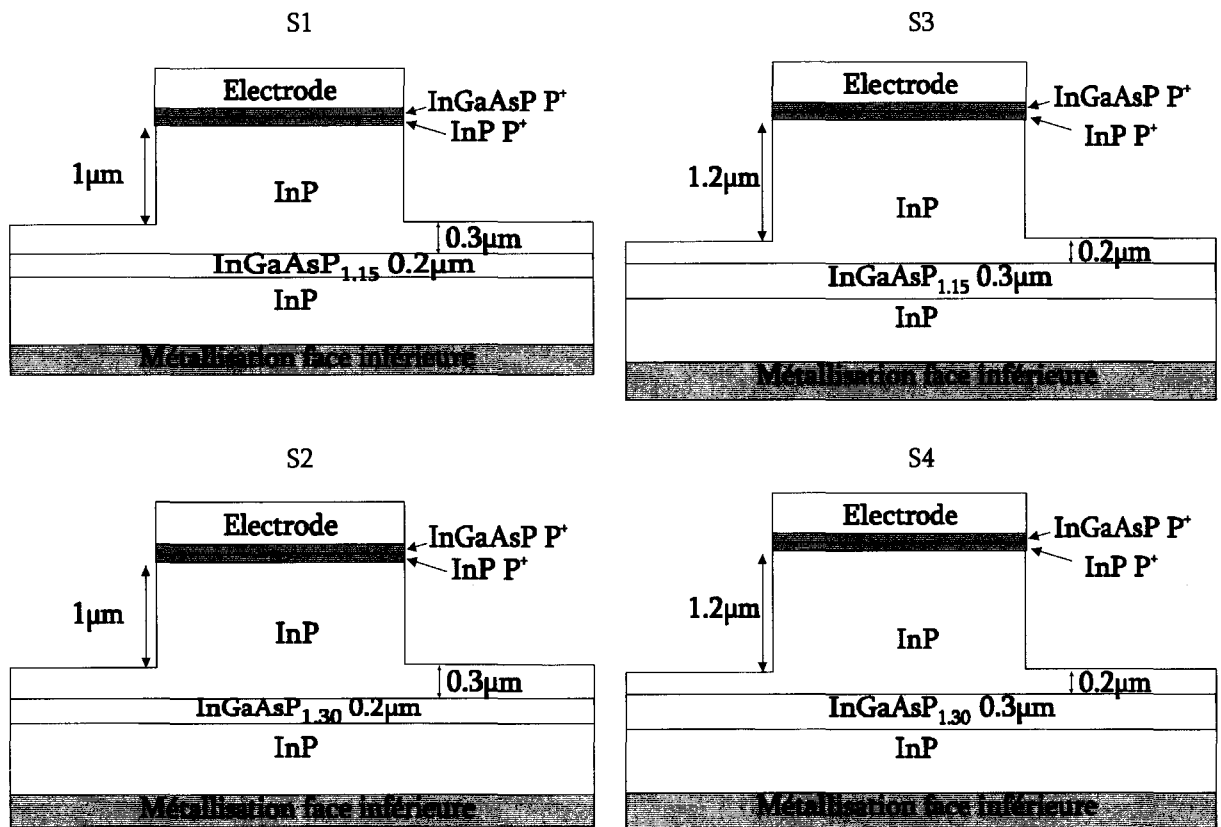 S1
Electrode
InGaAsP P⁺
InP P⁺
1µm
InP
0.3µm
InGaAsP₁.₁₅ 0.2µm
InP
Métallisation face inférieure
S3
Electrode
InGaAsP P⁺
InP P⁺
1.2µm
InP
0.2µm
InGaAsP₁.₁₅ 0.3µm
InP
Métallisation face inférieure
S2
Electrode
InGaAsP P⁺
InP P⁺
1µm
InP
0.3µm
InGaAsP₁.₃₀ 0.2µm
InP
Métallisation face inférieure
S4
Electrode
InGaAsP P⁺
InP P⁺
1.2µm
InP
0.2µm
InGaAsP₁.₃₀ 0.3µm
InP
Métallisation face inférieure